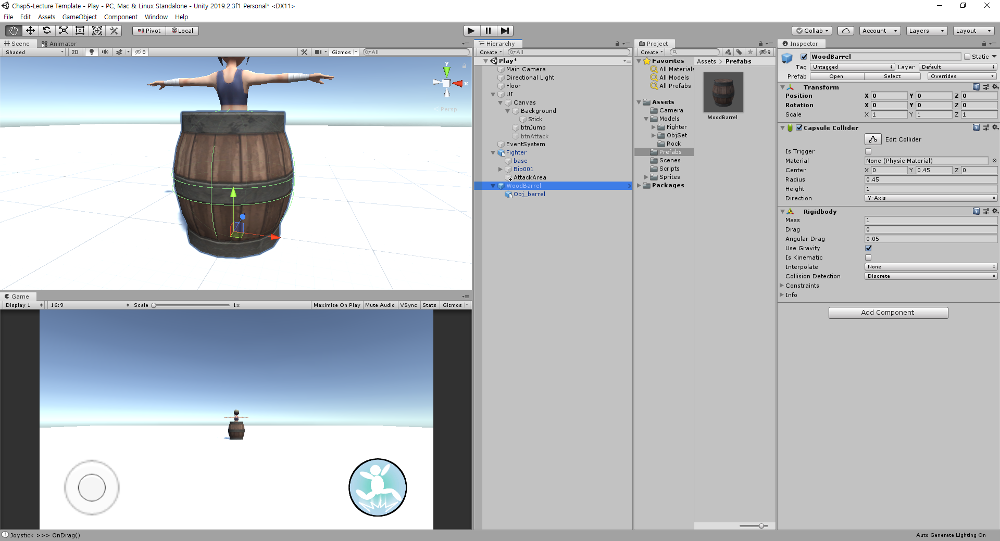 Chap5-Lecture Template - Play - PC, Mac & Linux Standalone - Unity 2019.2.3f1 Personal* <DX11>
File Edit Assets GameObject Component Window Help
Pivot Local Collab Account Layers Layout
Scene Animator
Shaded 2D 0 Gizmos All
y
x
Persp
Game
Display 1 16:9 Scale 1x Maximize On Play Mute Audio VSync Stats Gizmos
Hierarchy
Create All
Play*
Main Camera
Directional Light
Floor
UI
Canvas
Background
Stick
btnJump
btnAttack
EventSystem
Fighter
base
Bip001
AttackArea
WoodBarrel
Obj_barrel
Project
Create 9
Favorites
All Materials
All Models
All Prefabs
Assets
Camera
Models
Fighter
ObjSet
Rock
Prefabs
Scenes
Scripts
Sprites
Packages
Assets > Prefabs
WoodBarrel
Inspector
WoodBarrel Static
Tag Untagged Layer Default
Prefab Open Select Overrides
Transform
Position X 0 Y 0 Z 0
Rotation X 0 Y 0 Z 0
Scale X 1 Y 1 Z 1
Capsule Collider
Edit Collider
Is Trigger
Material None (Physic Material)
Center X 0 Y 0.45 Z 0
Radius 0.45
Height 1
Direction Y-Axis
Rigidbody
Mass 1
Drag 0
Angular Drag 0.05
Use Gravity
Is Kinematic
Interpolate None
Collision Detection Discrete
Constraints
Info
Add Component
Joystick >>> OnDrag()
Auto Generate Lighting On